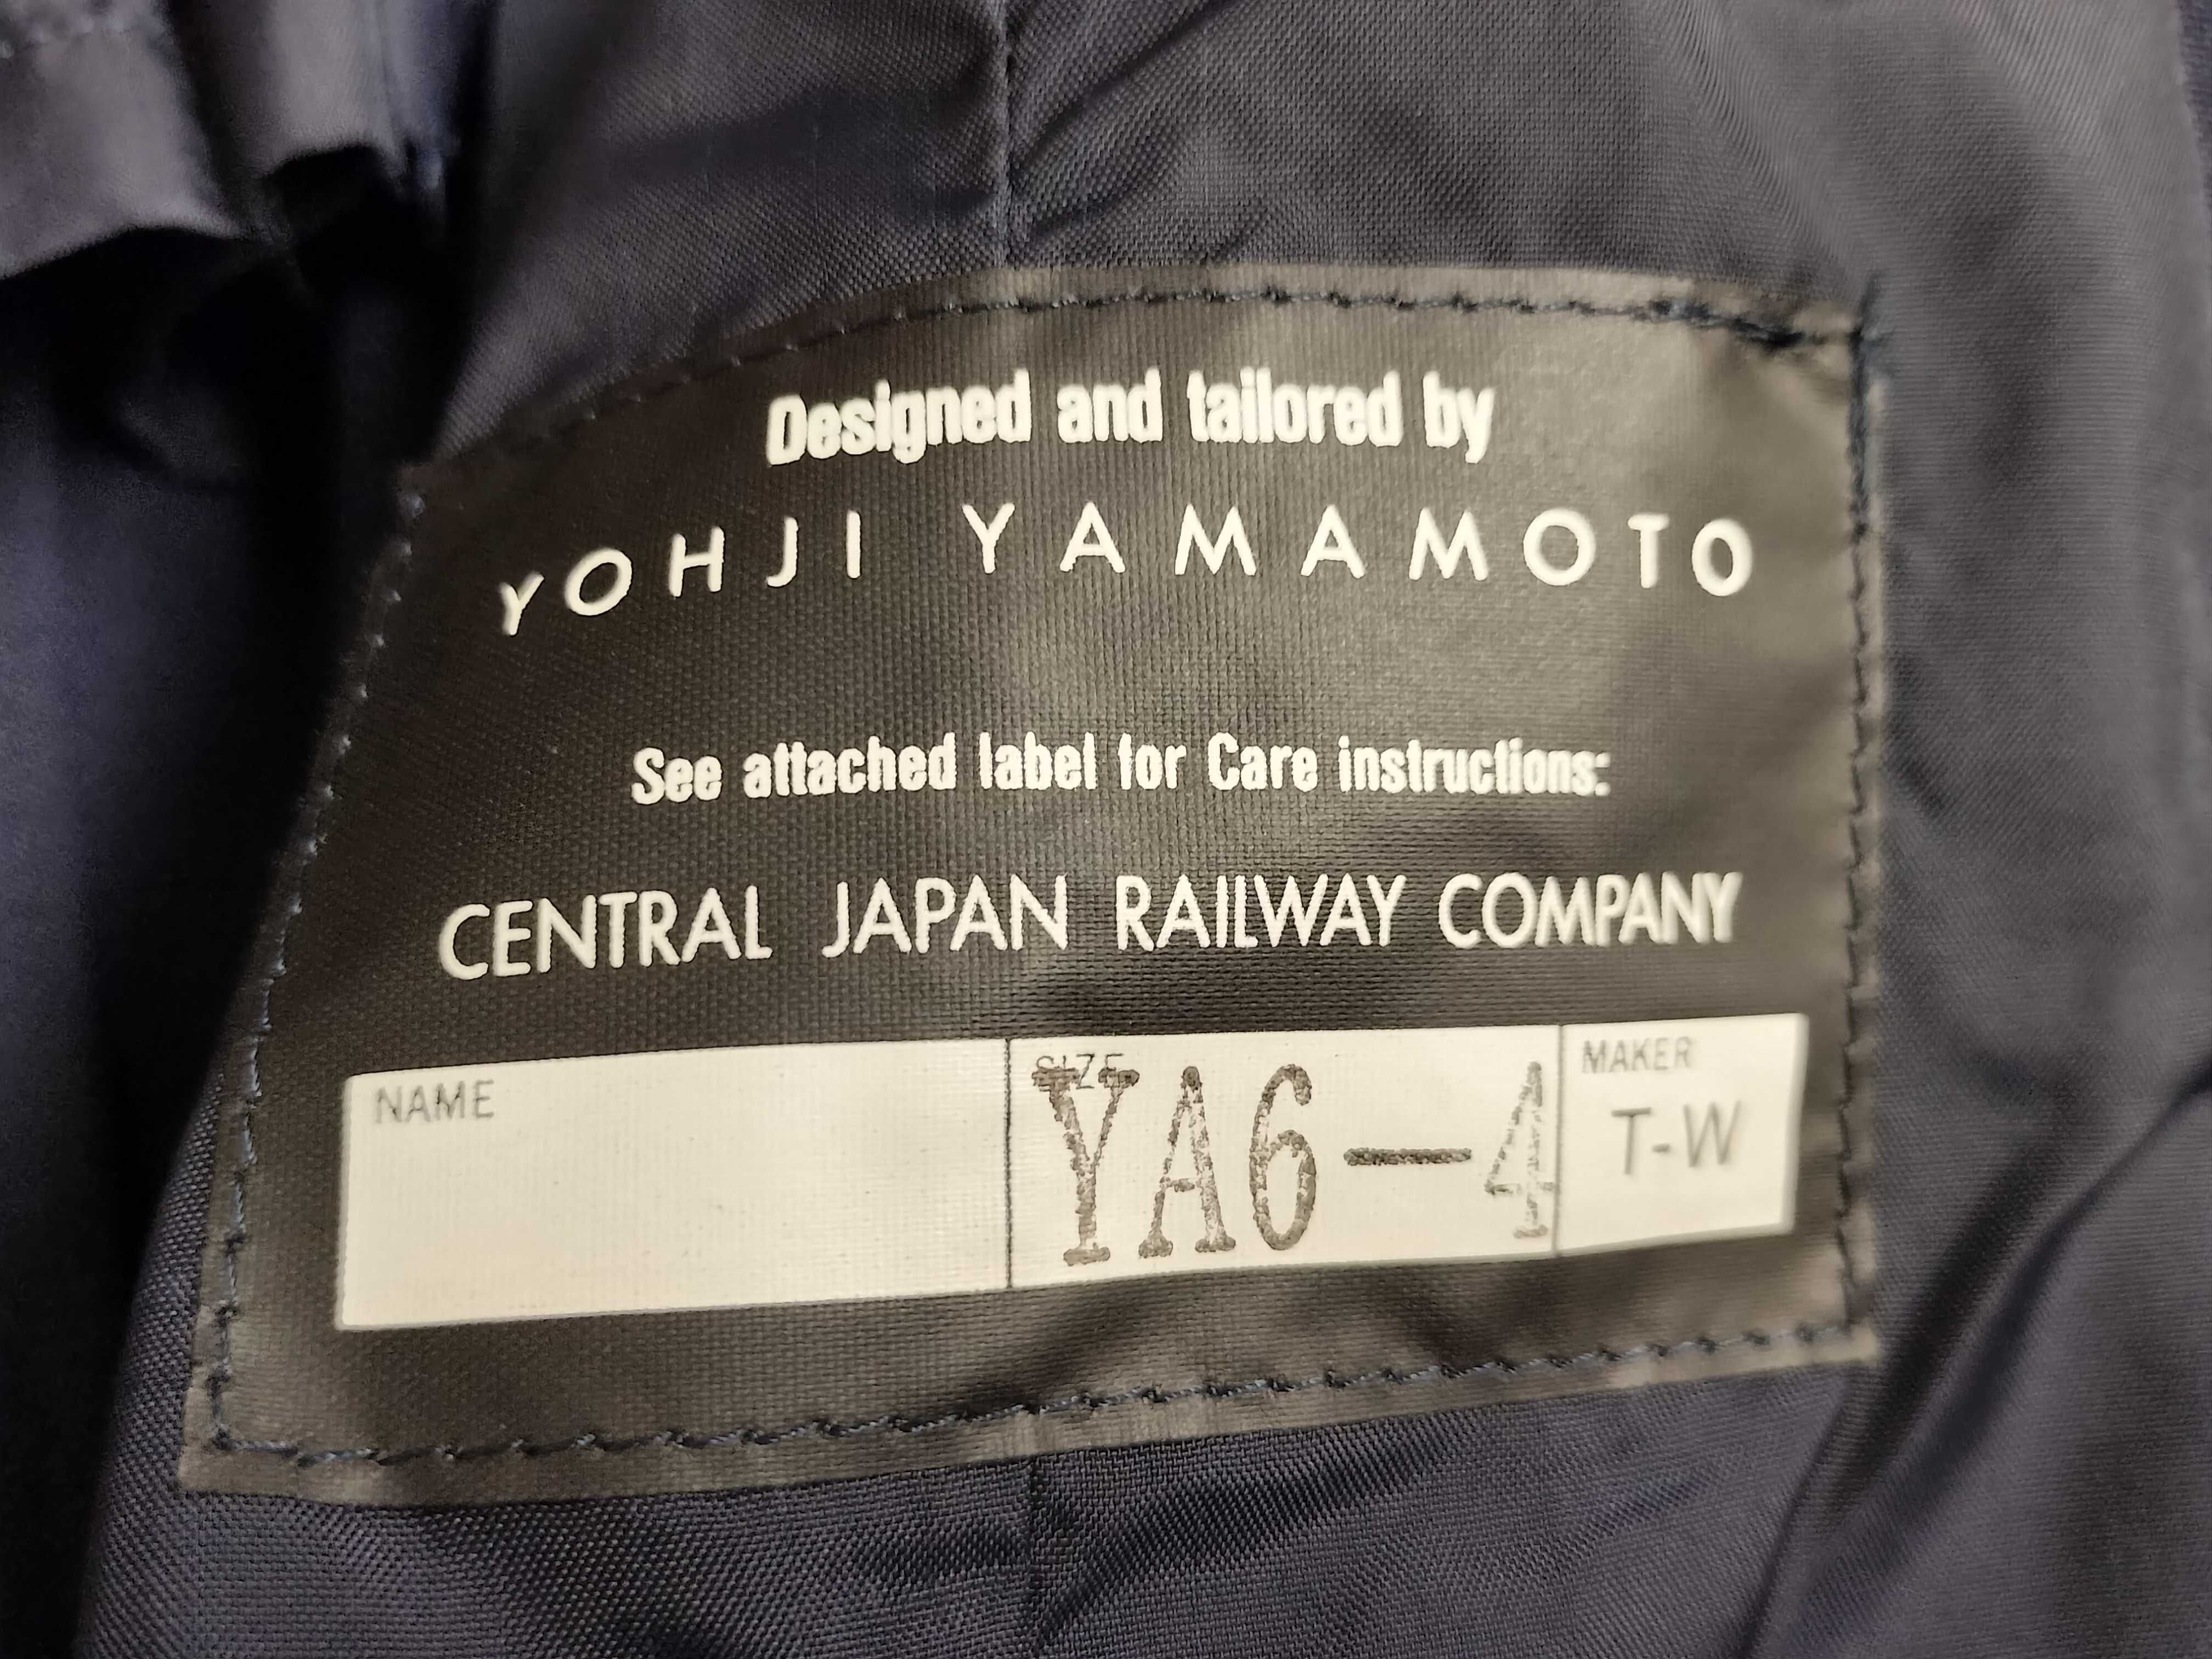 Designed and tailored by
YOHJI YAMAMOTO
See attached label for Care instructions:
CENTRAL JAPAN RAILWAY COMPANY
NAME
SIZE
YA6-4
MAKER
T-W